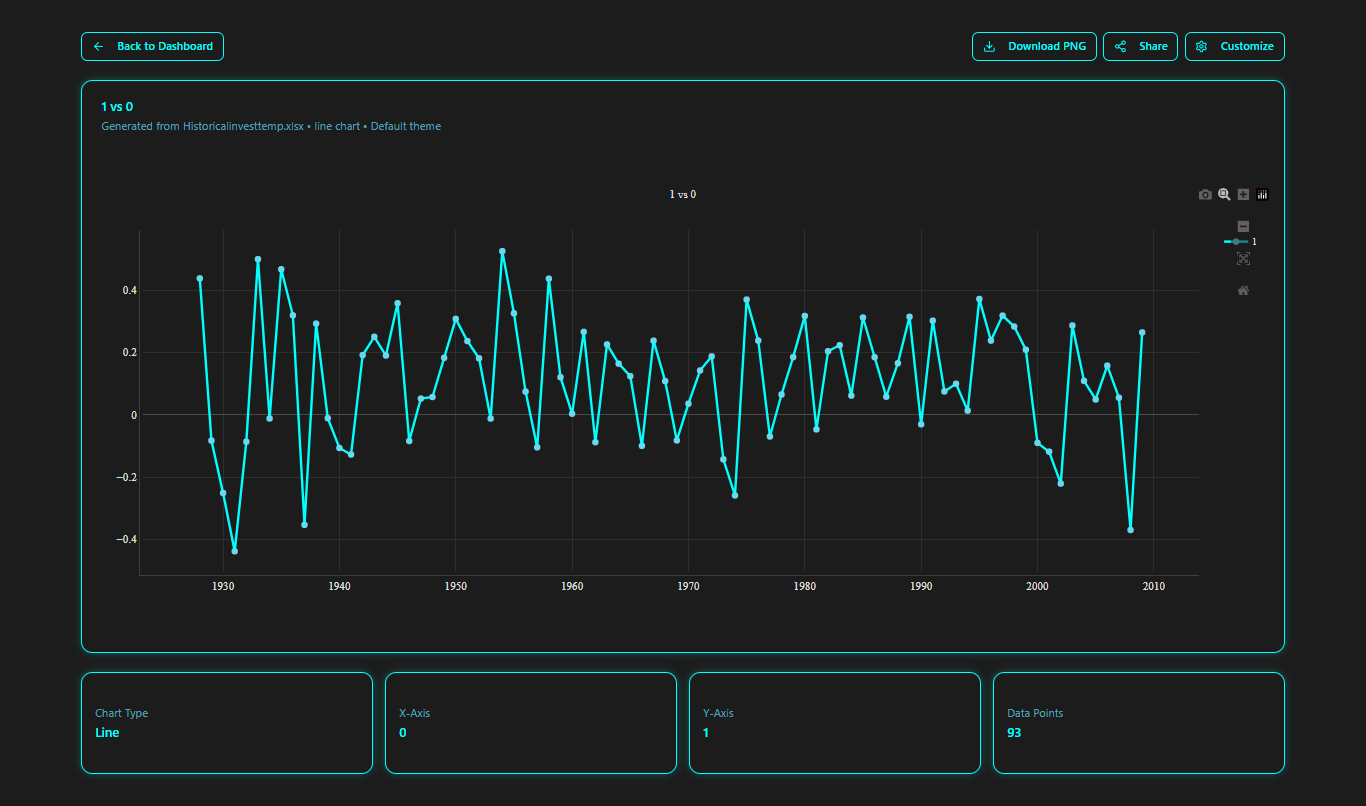 Back to Dashboard
Download PNG
Share
Customize
1 vs 0
Generated from Historicalinvesttemp.xlsx • line chart • Default theme
1 vs 0
1
0.4
0.2
0
−0.2
−0.4
1930
1940
1950
1960
1970
1980
1990
2000
2010
Chart Type
Line
X-Axis
0
Y-Axis
1
Data Points
93